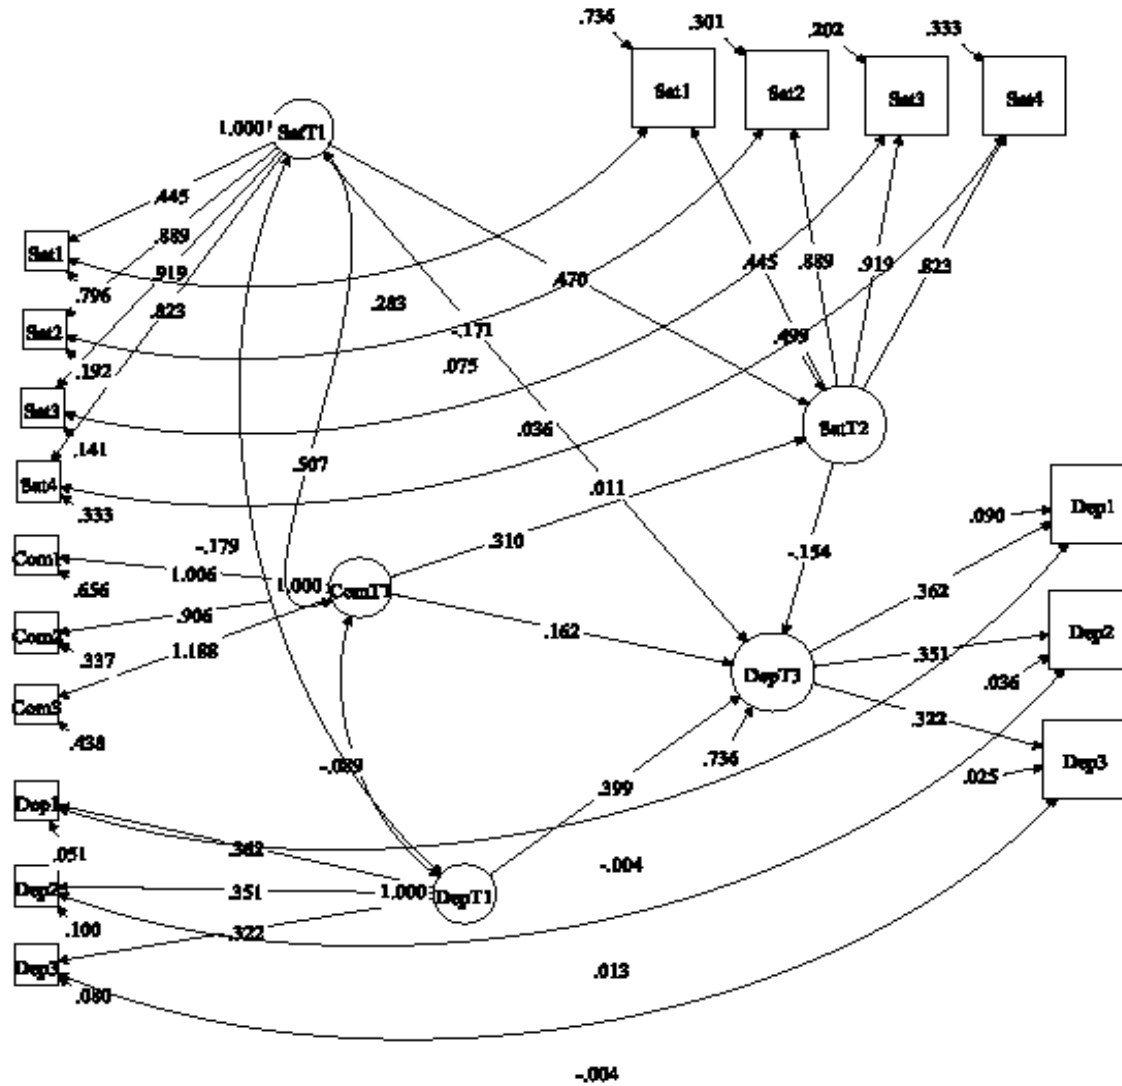 .736
.301
.202
.333
Sat1
Sat2
Sat3
Sat4
1.000
SatT1
.445
.889
.919
.823
Sat1
.796
Sat2
.192
Sat3
.141
Sat4
.333
.283
-.171
.075
.470
.036
.011
.499
.445
.889
.919
.823
SatT2
.507
-.179
.310
-.154
Com1
1.006
.656
1.000
ComT1
.906
Com2
.337
1.188
Com3
.438
.162
DepT3
.736
.399
.362
.351
.322
.090
Dep1
Dep2
.036
.025
Dep3
-.089
Dep1
.051
.362
Dep2
.351
1.000
DepT1
.100
.322
Dep3
.080
-.004
.013
-.004